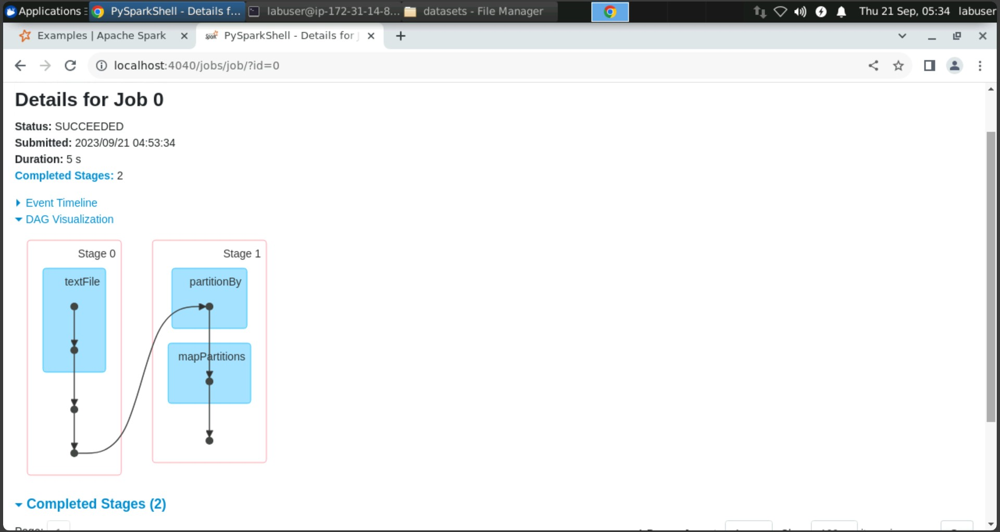 Applications
PySparkShell - Details f...
labuser@ip-172-31-14-8...
datasets - File Manager
Thu 21 Sep, 05:34
labuser
Examples | Apache Spark
PySparkShell - Details for J
localhost:4040/jobs/job/?id=0
Details for Job 0
Status: SUCCEEDED
Submitted: 2023/09/21 04:53:34
Duration: 5 s
Completed Stages: 2
Event Timeline
DAG Visualization
Stage 0
Stage 1
textFile
partitionBy
mapPartitions
Completed Stages (2)